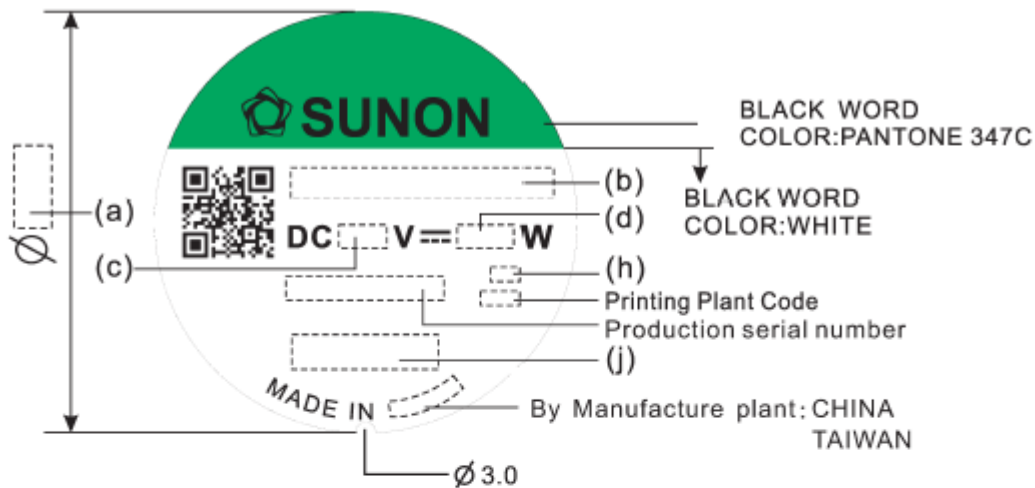 SUNON
BLACK WORD
COLOR:PANTONE 347C
(a)
(b)
BLACK WORD
COLOR:WHITE
DC V W
(d)
Ø
(c)
(h)
Printing Plant Code
Production serial number
(j)
MADE IN
By Manufacture plant: CHINA
TAIWAN
Ø 3.0